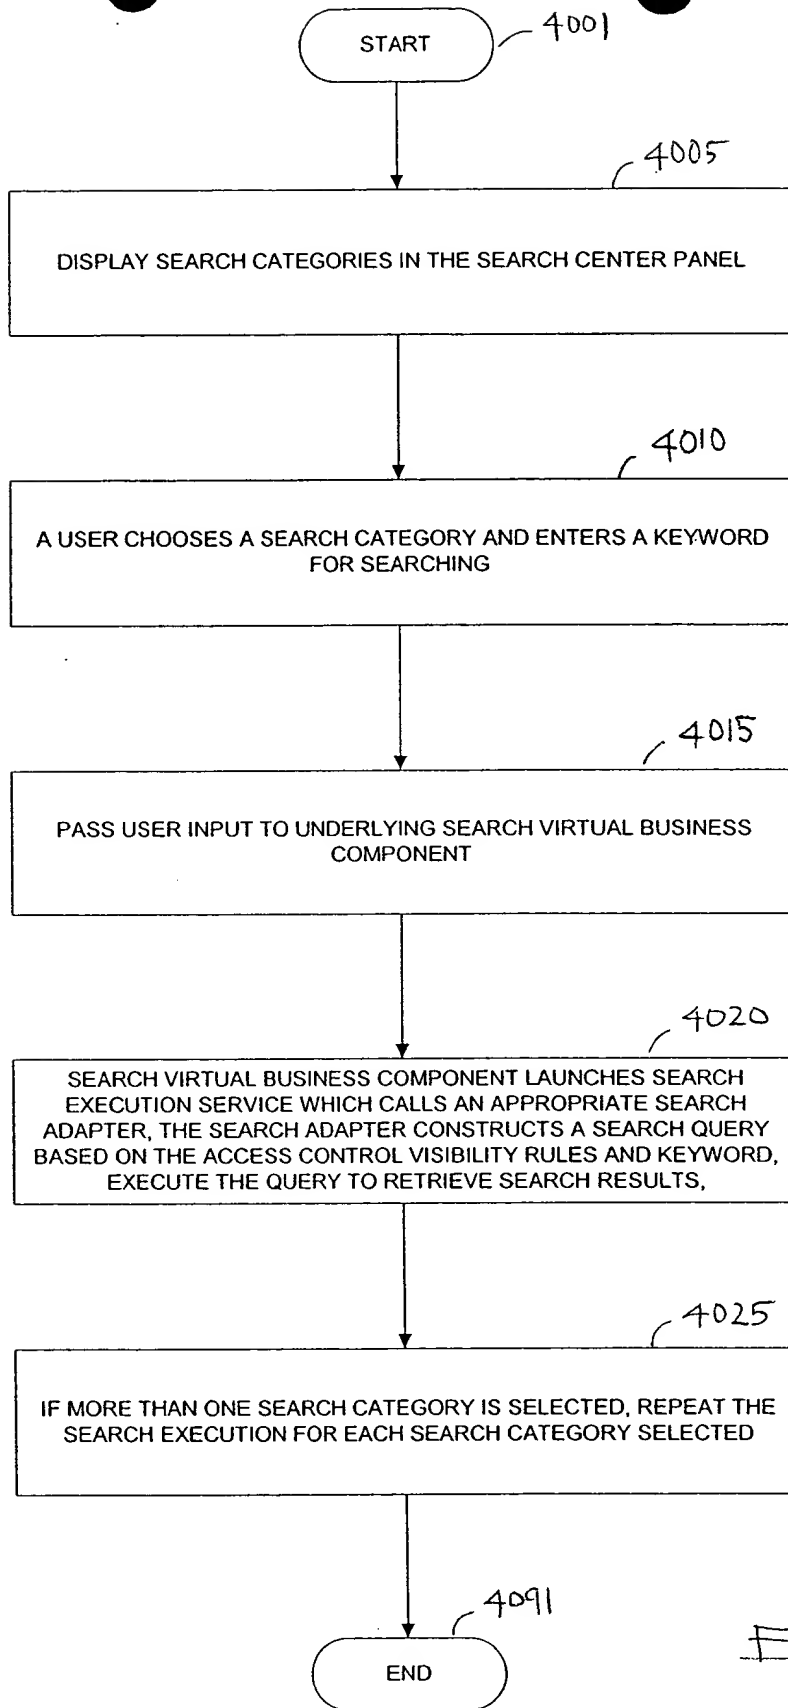 START
4001
4005
DISPLAY SEARCH CATEGORIES IN THE SEARCH CENTER PANEL
4010
A USER CHOOSES A SEARCH CATEGORY AND ENTERS A KEYWORD
FOR SEARCHING
4015
PASS USER INPUT TO UNDERLYING SEARCH VIRTUAL BUSINESS
COMPONENT
4020
SEARCH VIRTUAL BUSINESS COMPONENT LAUNCHES SEARCH
EXECUTION SERVICE WHICH CALLS AN APPROPRIATE SEARCH
ADAPTER, THE SEARCH ADAPTER CONSTRUCTS A SEARCH QUERY
BASED ON THE ACCESS CONTROL VISIBILITY RULES AND KEYWORD,
EXECUTE THE QUERY TO RETRIEVE SEARCH RESULTS,
4025
IF MORE THAN ONE SEARCH CATEGORY IS SELECTED, REPEAT THE
SEARCH EXECUTION FOR EACH SEARCH CATEGORY SELECTED
4091
END